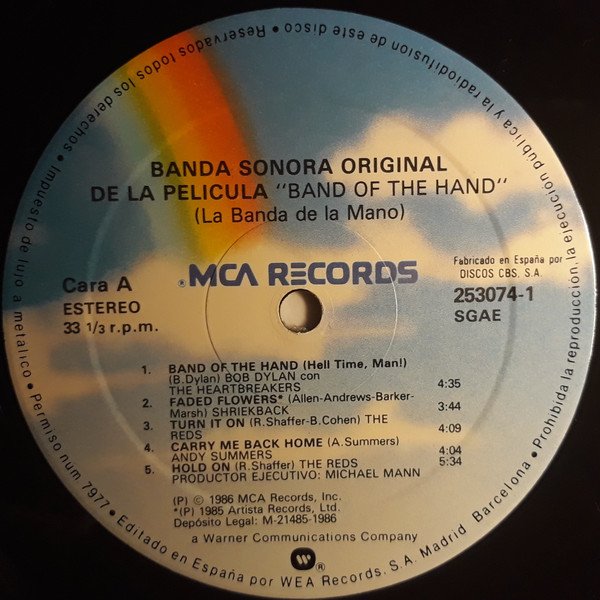 BANDA SONORA ORIGINAL
DE LA PELICULA "BAND OF THE HAND"
(La Banda de la Mano)
® MCA RECORDS
Cara A
ESTEREO
33 1/3 r.p.m.
Fabricado en España por
DISCOS CBS. S.A.
253074-1
SGAE
1. BAND OF THE HAND (Hell Time, Man!)
(B.Dylan) BOB DYLAN con
THE HEARTBREAKERS 4:35
2. FADED FLOWERS* (Allen-Andrews-Barker-
Marsh) SHRIEKBACK 3:44
3. TURN IT ON (R.Shaffer-B.Cohen) THE
REDS 4:09
4. CARRY ME BACK HOME (A.Summers)
ANDY SUMMERS 4:04
5. HOLD ON (R.Shaffer) THE REDS 5:34
PRODUCTOR EJECUTIVO: MICHAEL MANN
(P) © 1986 MCA Records, Inc.
*(P) 1985 Artista Records, Ltd.
Depósito Legal: M-21485-1986
a Warner Communications Company
W ®
• Editado en España por WEA Records, S.A. Madrid Barcelona. • Prohibida la reproducción, la ejecución pública y la radiodifusion de este disco • Reservados todos los derechos • Impuesto de lujo a metalico • Permiso num 7977